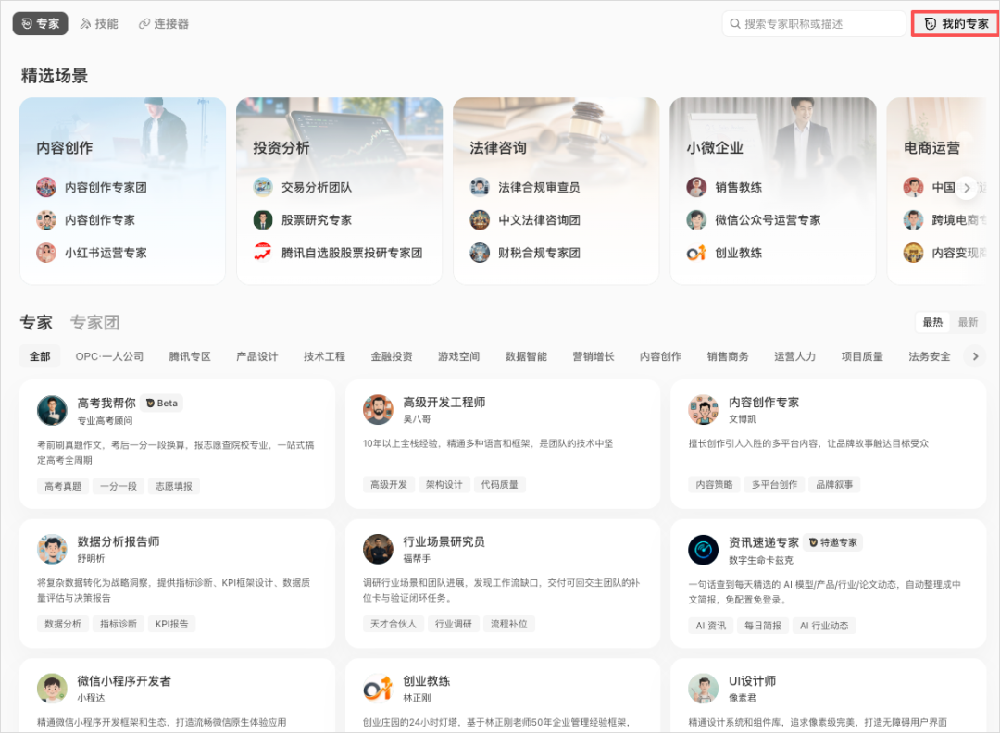 专家
技能
连接器
搜索专家职称或描述
我的专家
精选场景
内容创作
内容创作专家团
内容创作专家
小红书运营专家
投资分析
交易分析团队
股票研究专家
腾讯自选股股票投研专家团
法律咨询
法律合规审查员
中文法律咨询团
财税合规专家团
小微企业
销售教练
微信公众号运营专家
创业教练
电商运营
中国
跨境电商专
内容变现
专家
专家团
最热
最新
全部
OPC·一人公司
腾讯专区
产品设计
技术工程
金融投资
游戏空间
数据智能
营销增长
内容创作
销售商务
运营人力
项目质量
法务安全
高考我帮你
Beta
专业高考顾问
考前刷真题作文，考后一分一段换算，报志愿查院校专业，一站式搞
定高考全周期
高考真题
一分一段
志愿填报
高级开发工程师
吴八哥
10年以上全栈经验，精通多种语言和框架，是团队的技术中坚
高级开发
架构设计
代码质量
内容创作专家
文博凯
擅长创作引人入胜的多平台内容，让品牌故事触达目标受众
内容策略
多平台创作
品牌叙事
数据分析报告师
舒明析
将复杂数据转化为战略洞察，提供指标诊断、KPI框架设计、数据质
量评估与决策报告
数据分析
指标诊断
KPI报告
行业场景研究员
福帮手
调研行业场景和团队进展，发现工作流缺口，交付可回交主团队的补
位卡与验证闭环任务。
天才合伙人
行业调研
流程补位
资讯速递专家
特邀专家
数字生命卡兹克
一句话查到每天精选的 AI 模型/产品/行业/论文动态，自动整理成中
文简报，免配置免登录。
AI 资讯
每日简报
AI 行业动态
微信小程序开发者
小程达
精通微信小程序开发框架和生态，打造流畅微信原生体验应用
创业教练
林正刚
创业庄园的24小时灯塔，基于林正刚老师50年企业管理经验框架，
UI设计师
像素君
精通设计系统和组件库，追求像素级完美，打造无障碍用户界面